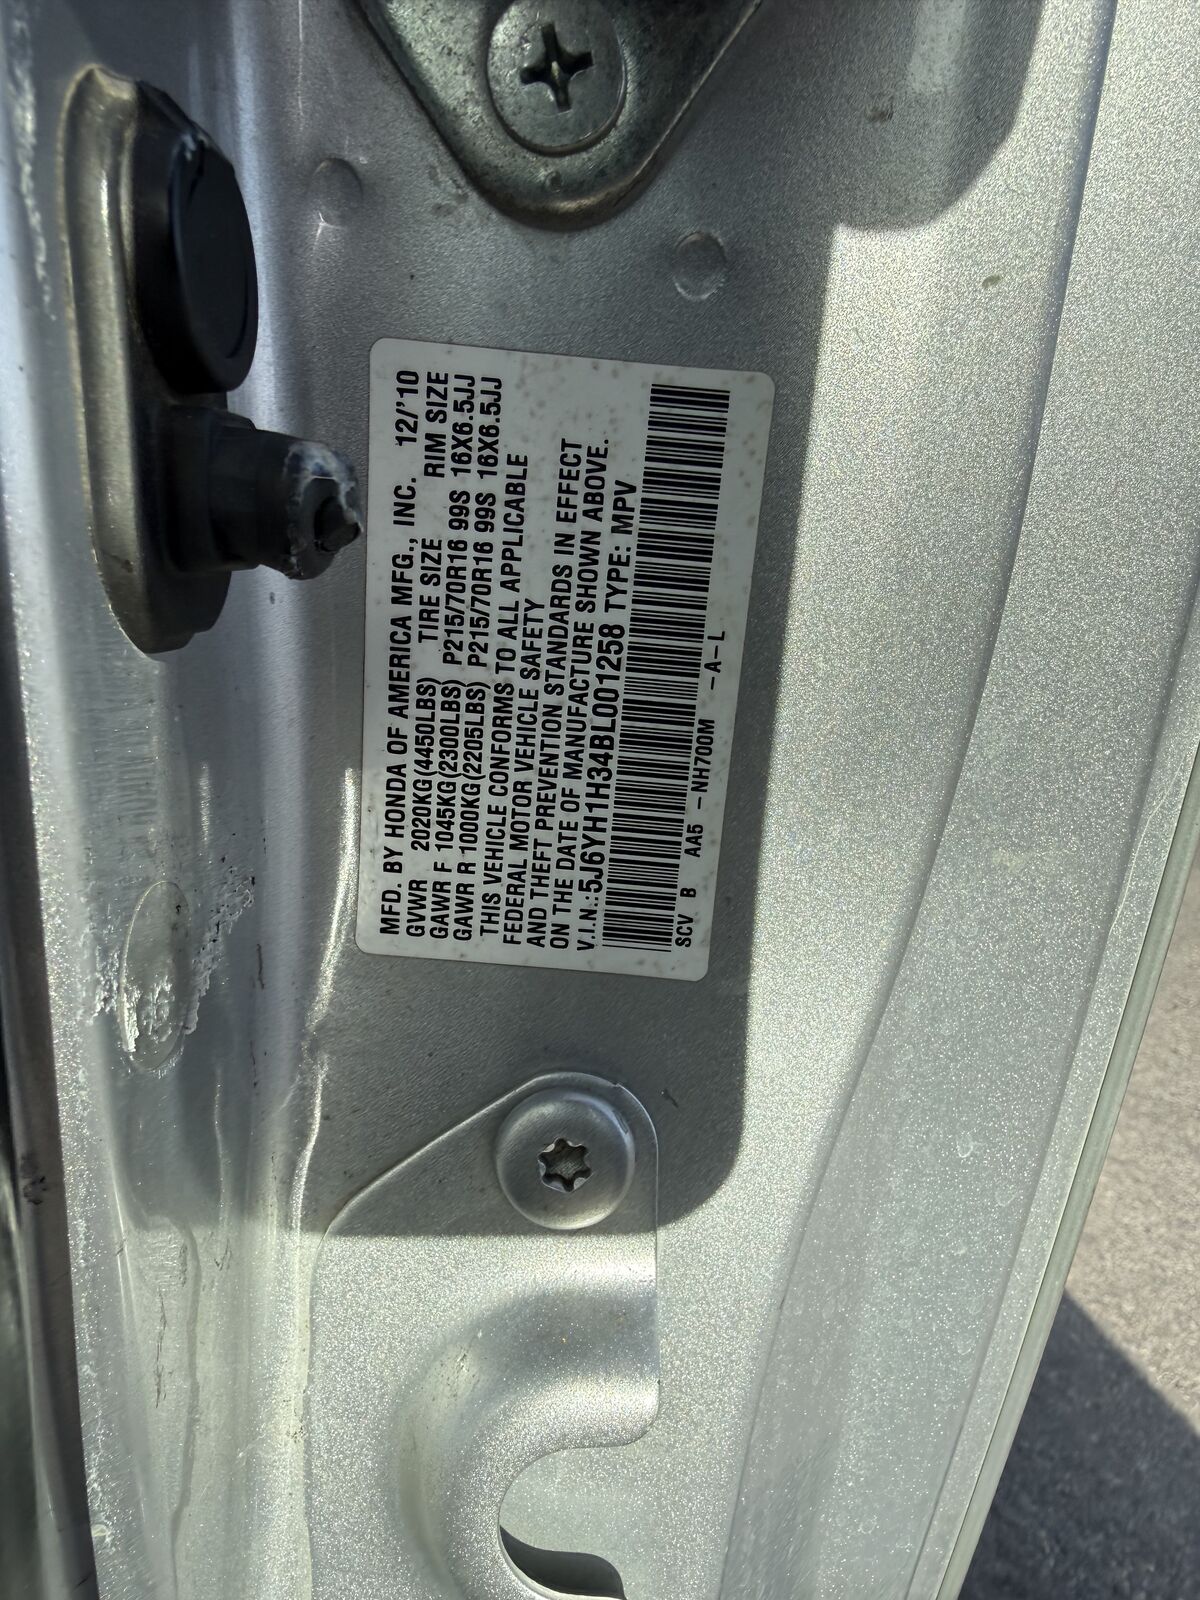 MFD. BY HONDA OF AMERICA MFG., INC. 12/'10
GVWR 2020KG(4450LBS) TIRE SIZE RIM SIZE
GAWR F 1045KG(2300LBS) P215/70R16 99S 16X6.5JJ
GAWR R 1000KG(2205LBS) P215/70R16 99S 16X6.5JJ
THIS VEHICLE CONFORMS TO ALL APPLICABLE
FEDERAL MOTOR VEHICLE SAFETY
AND THEFT PREVENTION STANDARDS IN EFFECT
ON THE DATE OF MANUFACTURE SHOWN ABOVE.
V.I.N.:5J6YH1H34BL001258 TYPE: MPV
SCV B AA5 -NH700M -A-L